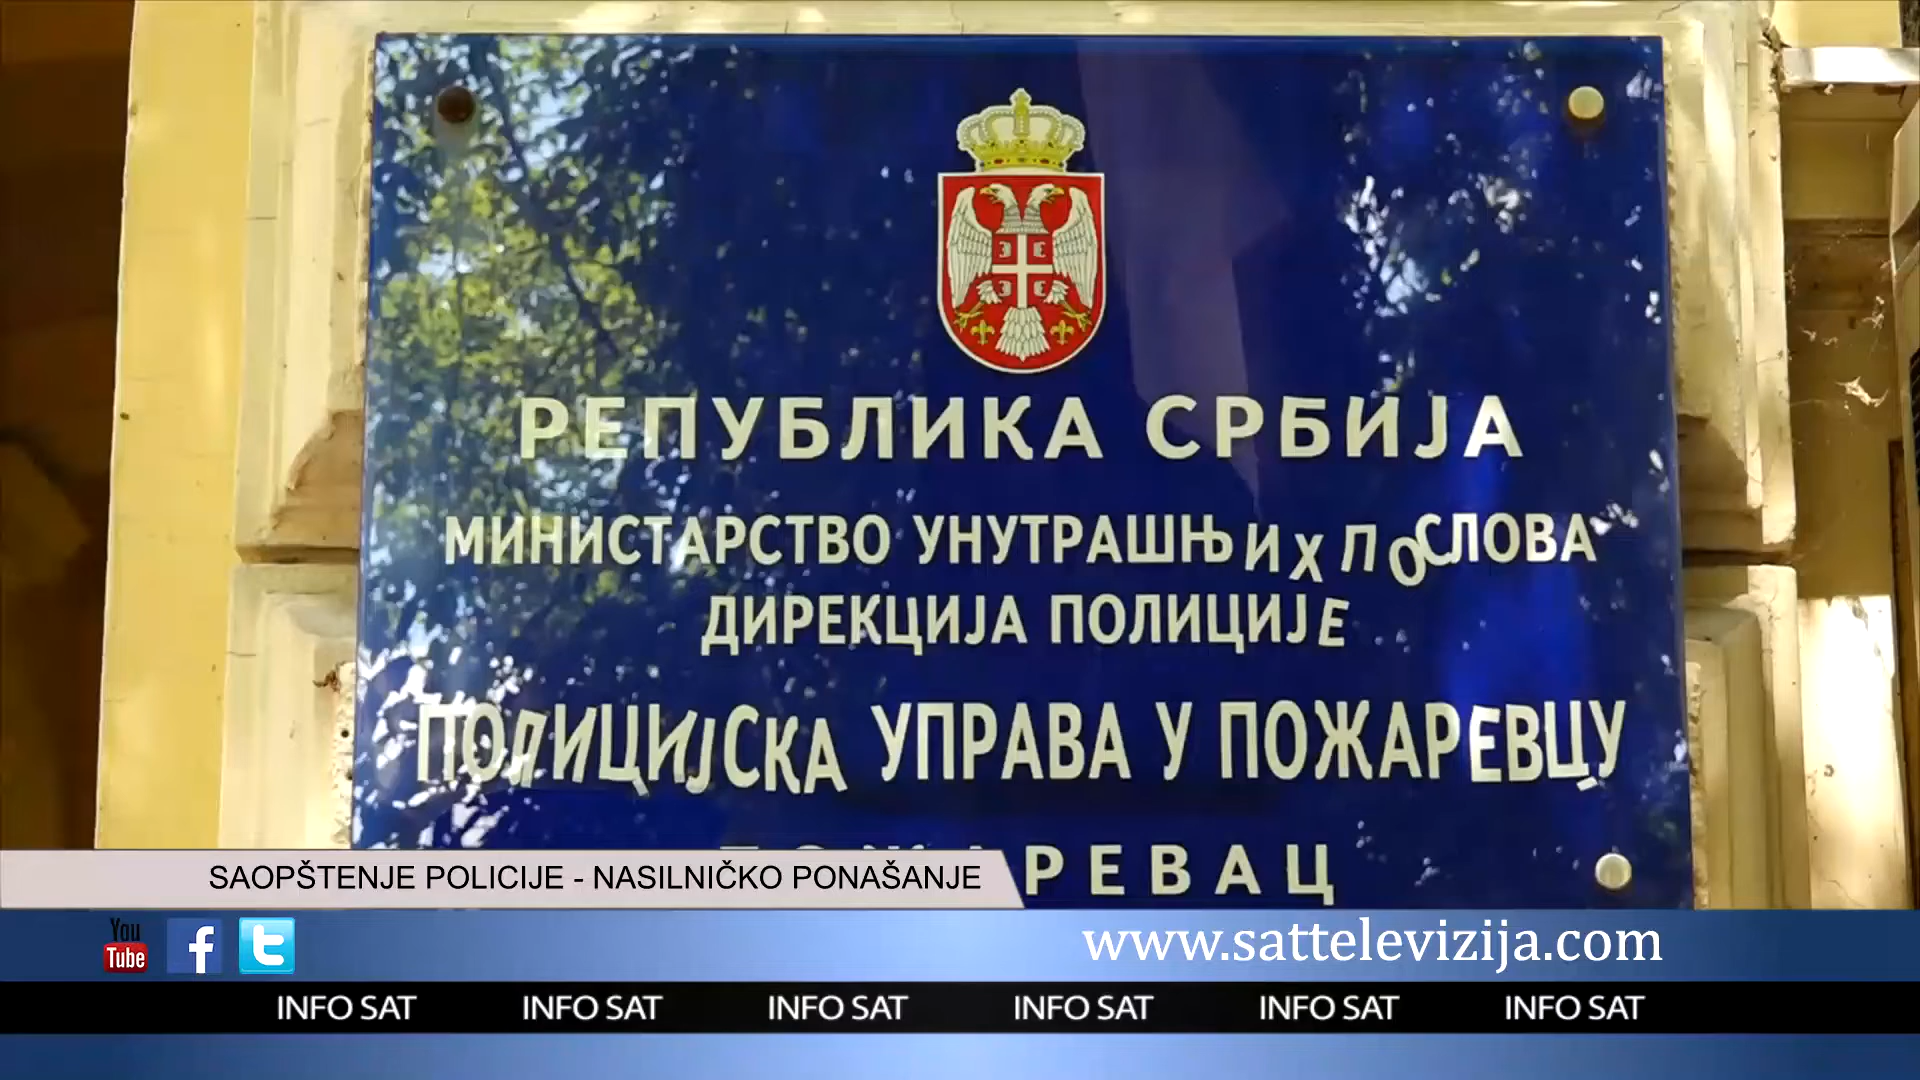 РЕПУБЛИКА СРБИЈА
МИНИСТАРСТВО УНУТРАШЊИХ ПОСЛОВА
ДИРЕКЦИЈА ПОЛИЦИЈЕ
ПОЛИЦИЈСКА УПРАВА У ПОЖАРЕВЦУ
ПОЖАРЕВАЦ
SAOPŠTENJE POLICIJE - NASILNIČKO PONAŠANJE
You Tube f t www.sattelevizija.com
INFO SAT INFO SAT INFO SAT INFO SAT INFO SAT INFO SAT